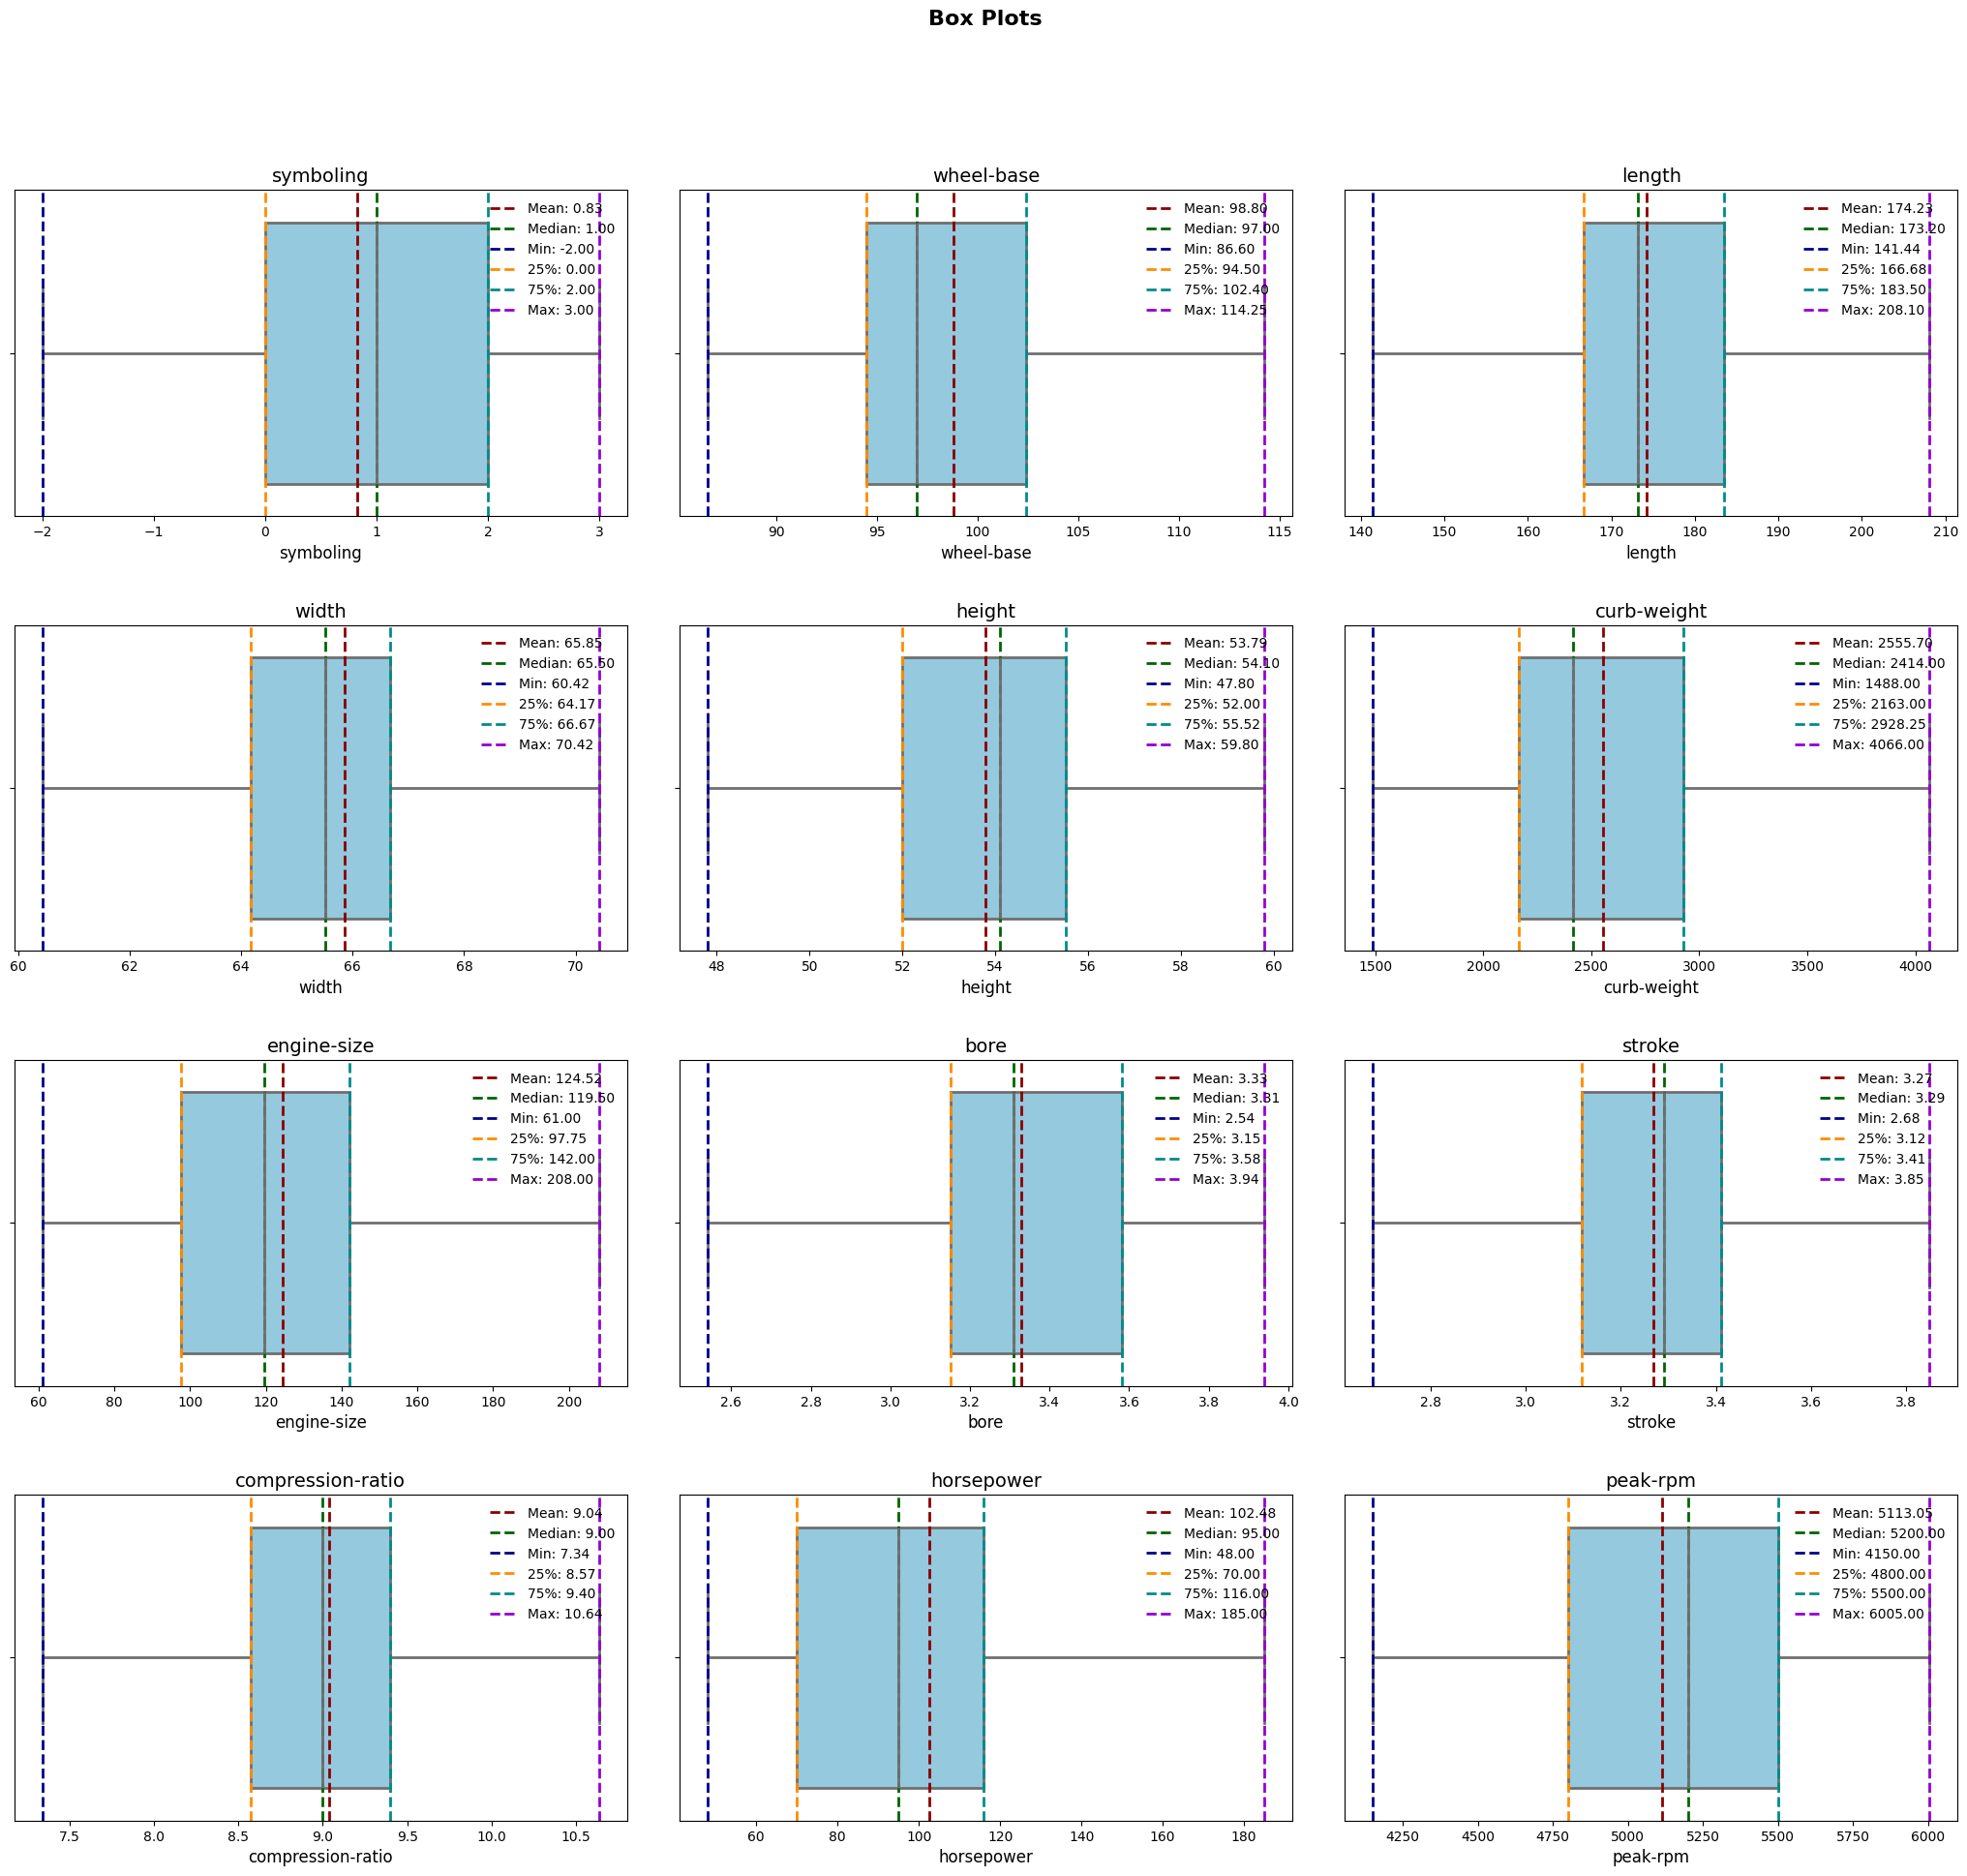 Box Plots
symboling
Mean: 0.83
Median: 1.00
Min: -2.00
25%: 0.00
75%: 2.00
Max: 3.00
−2 −1 0 1 2 3
symboling
wheel-base
Mean: 98.80
Median: 97.00
Min: 86.60
25%: 94.50
75%: 102.40
Max: 114.25
90 95 100 105 110 115
wheel-base
length
Mean: 174.23
Median: 173.20
Min: 141.44
25%: 166.68
75%: 183.50
Max: 208.10
140 150 160 170 180 190 200 210
length
width
Mean: 65.85
Median: 65.50
Min: 60.42
25%: 64.17
75%: 66.67
Max: 70.42
60 62 64 66 68 70
width
height
Mean: 53.79
Median: 54.10
Min: 47.80
25%: 52.00
75%: 55.52
Max: 59.80
48 50 52 54 56 58 60
height
curb-weight
Mean: 2555.70
Median: 2414.00
Min: 1488.00
25%: 2163.00
75%: 2928.25
Max: 4066.00
1500 2000 2500 3000 3500 4000
curb-weight
engine-size
Mean: 124.52
Median: 119.50
Min: 61.00
25%: 97.75
75%: 142.00
Max: 208.00
60 80 100 120 140 160 180 200
engine-size
bore
Mean: 3.33
Median: 3.31
Min: 2.54
25%: 3.15
75%: 3.58
Max: 3.94
2.6 2.8 3.0 3.2 3.4 3.6 3.8 4.0
bore
stroke
Mean: 3.27
Median: 3.29
Min: 2.68
25%: 3.12
75%: 3.41
Max: 3.85
2.8 3.0 3.2 3.4 3.6 3.8
stroke
compression-ratio
Mean: 9.04
Median: 9.00
Min: 7.34
25%: 8.57
75%: 9.40
Max: 10.64
7.5 8.0 8.5 9.0 9.5 10.0 10.5
compression-ratio
horsepower
Mean: 102.48
Median: 95.00
Min: 48.00
25%: 70.00
75%: 116.00
Max: 185.00
60 80 100 120 140 160 180
horsepower
peak-rpm
Mean: 5113.05
Median: 5200.00
Min: 4150.00
25%: 4800.00
75%: 5500.00
Max: 6005.00
4250 4500 4750 5000 5250 5500 5750 6000
peak-rpm